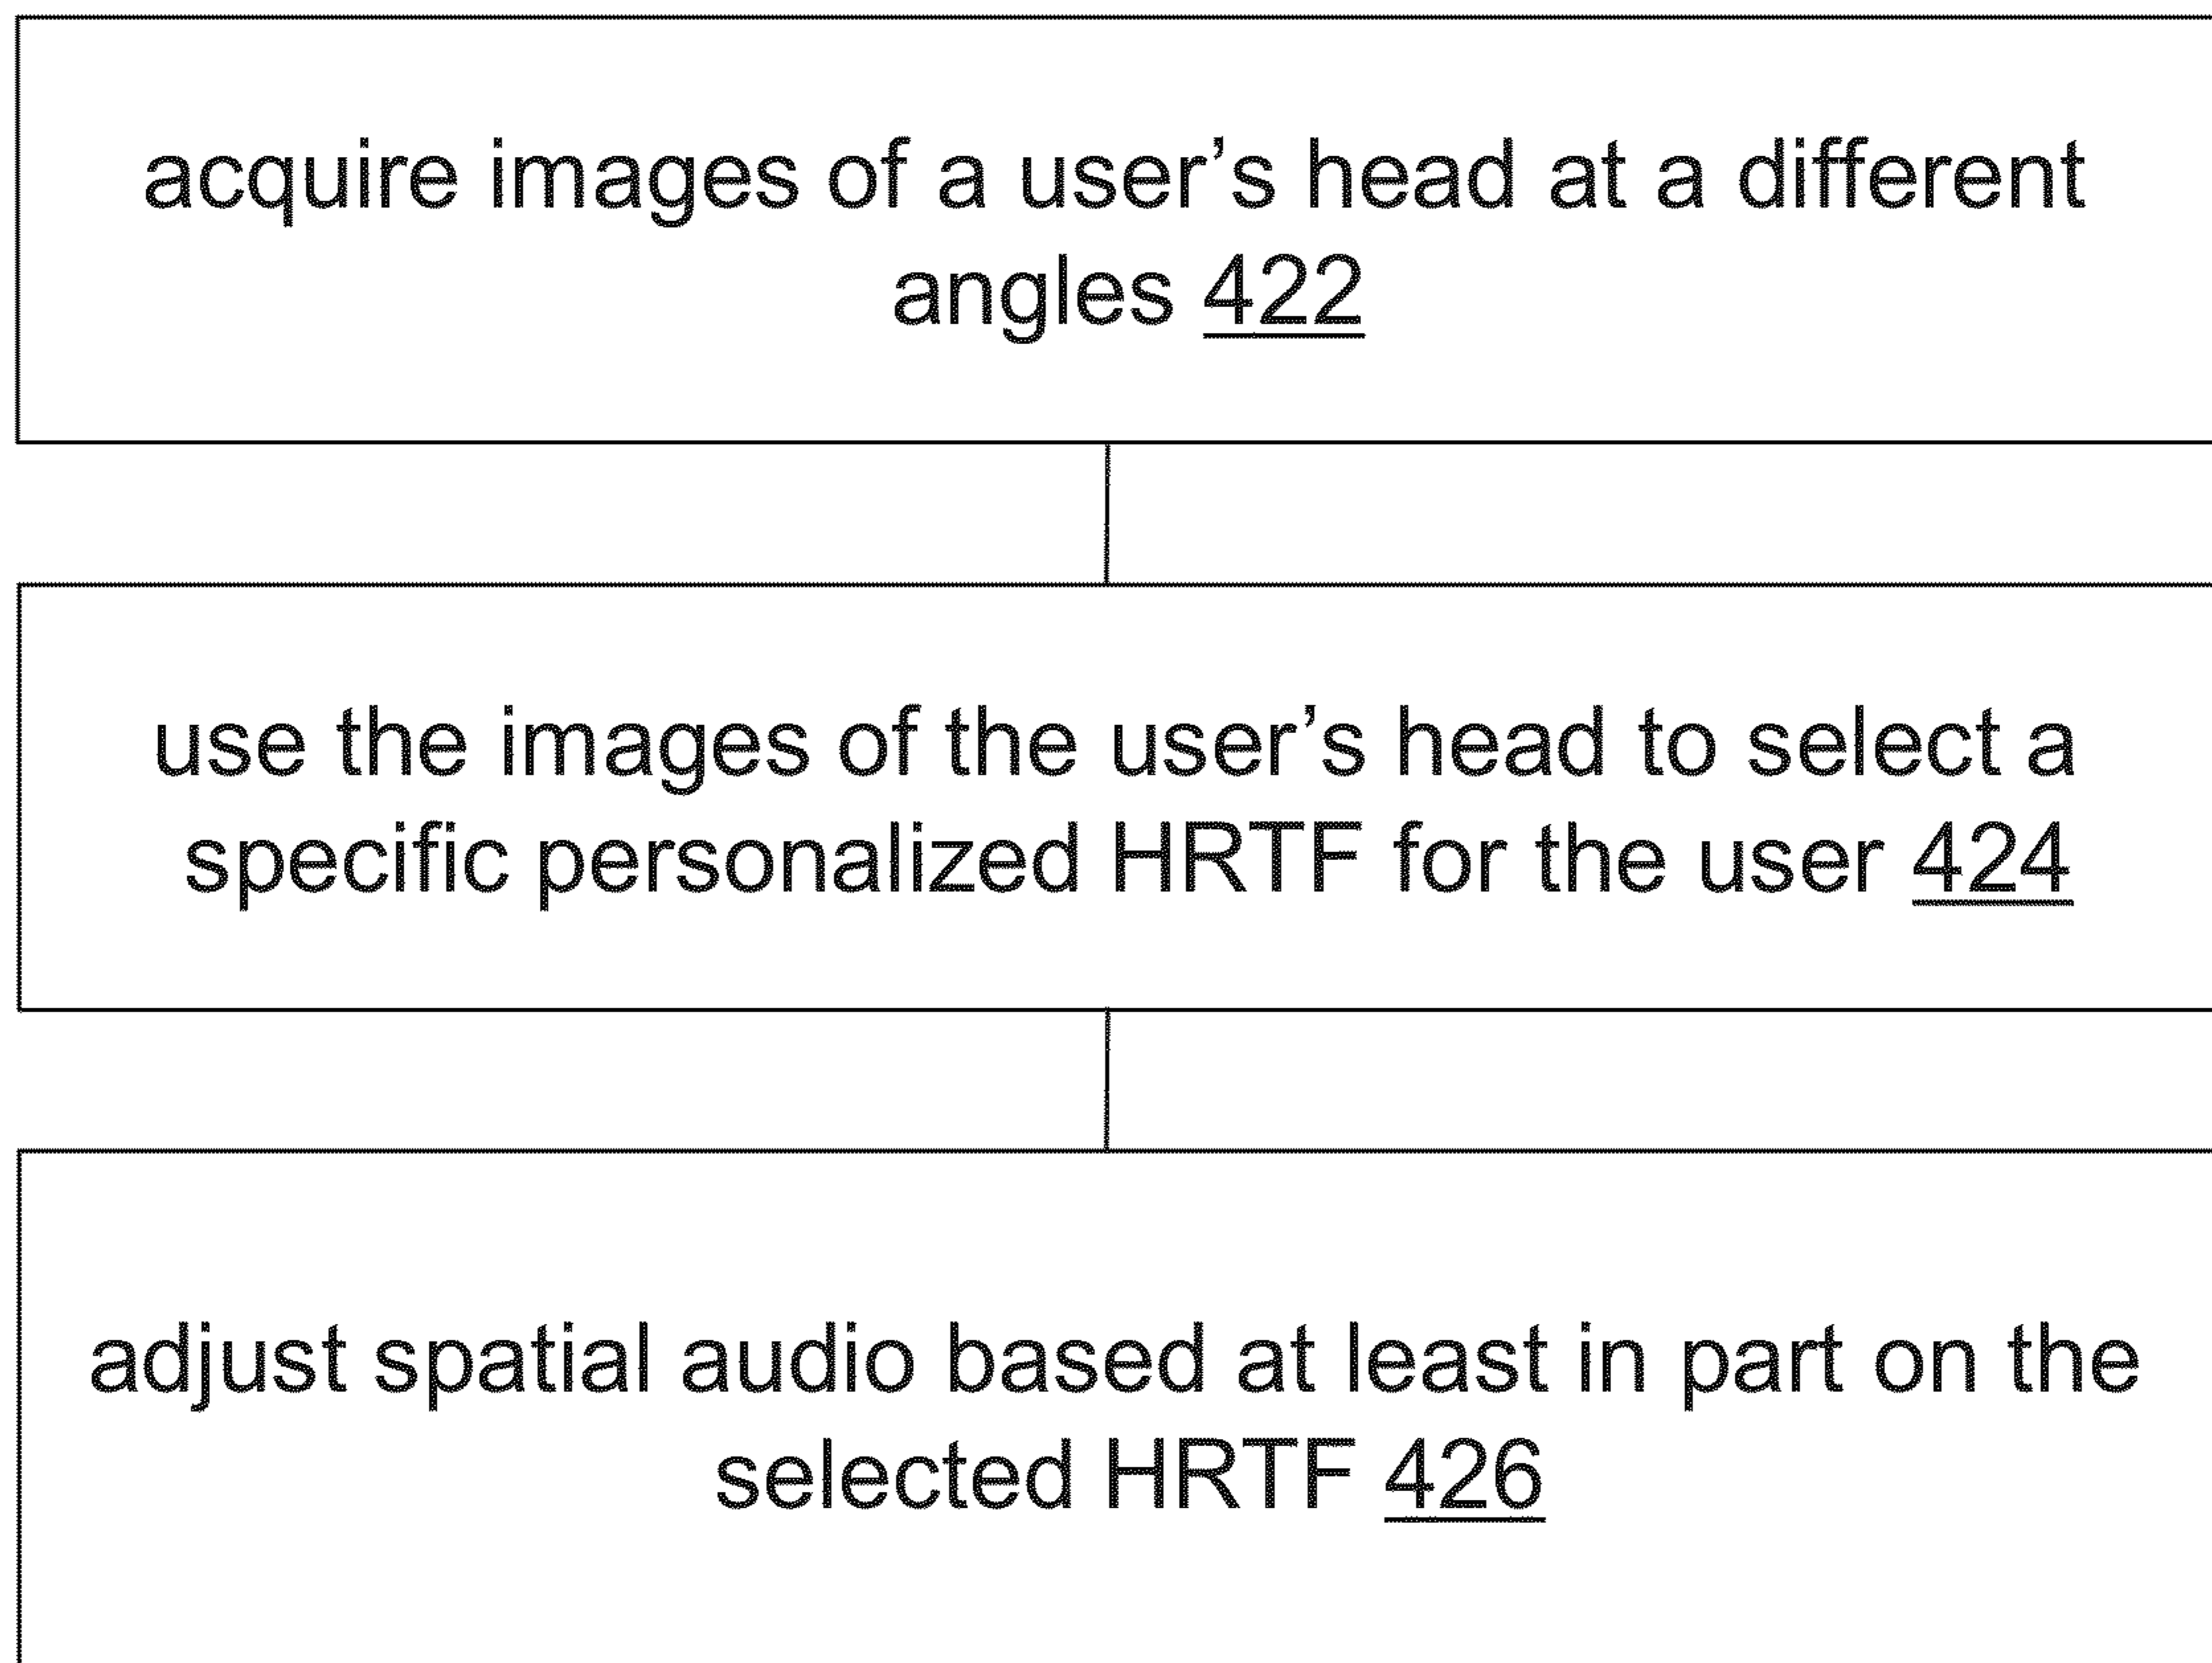 acquire images of a user’s head at a different
angles 422
use the images of the user’s head to select a
specific personalized HRTF for the user 424
adjust spatial audio based at least in part on the
selected HRTF 426